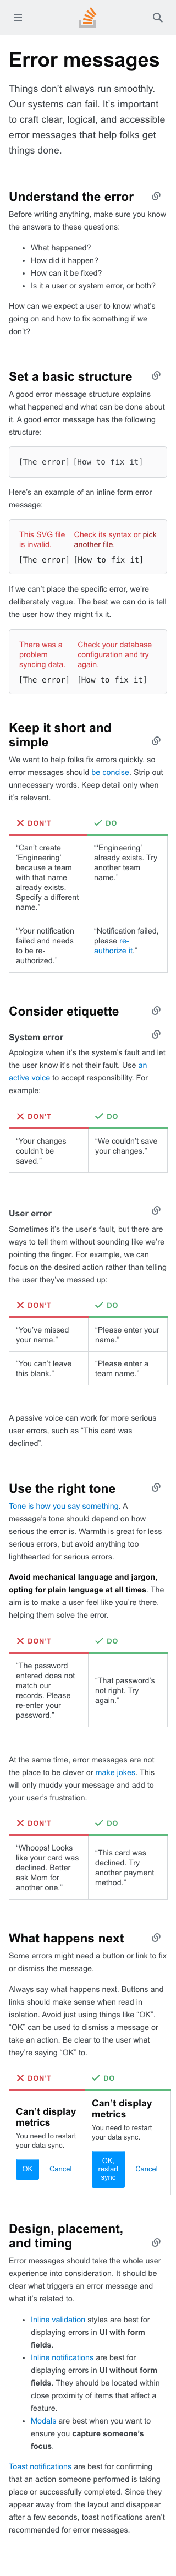 Error messages
Things don't always run smoothly.
Our systems can fail. It's important
to craft clear, logical, and accessible
error messages that help folks get
things done.
Understand the error
Before writing anything, make sure you know
the answers to these questions:
• What happened?
• How did it happen?
• How can it be fixed?
• Is it a user or system error, or both?
How can we expect a user to know what's
going on and how to fix something if we
don't?
Set a basic structure
A good error message structure explains
what happened and what can be done about
it. A good error message has the following
structure:
[The error] [How to fix it]
Here's an example of an inline form error
message:
This SVG file Check its syntax or pick
is invalid. another file.
[The error] [How to fix it]
If we can't place the specific error, we're
deliberately vague. The best we can do is tell
the user how they might fix it.
There was a Check your database
problem configuration and try
syncing data. again.
[The error] [How to fix it]
Keep it short and
simple
We want to help folks fix errors quickly, so
error messages should be concise. Strip out
unnecessary words. Keep detail only when
it's relevant.
DON'T DO
"Can't create
'Engineering'
because a team
with that name
already exists.
Specify a different
name."
"'Engineering'
already exists. Try
another team
name."
"Your notification
failed and needs
to be re-
authorized."
"Notification failed,
please re-
authorize it."
Consider etiquette
System error
Apologize when it's the system's fault and let
the user know it's not their fault. Use an
active voice to accept responsibility. For
example:
DON'T DO
"Your changes
couldn't be
saved."
"We couldn't save
your changes."
User error
Sometimes it's the user's fault, but there are
ways to tell them without sounding like we're
pointing the finger. For example, we can
focus on the desired action rather than telling
the user they've messed up:
DON'T DO
"You've missed
your name."
"Please enter your
name."
"You can't leave
this blank."
"Please enter a
team name."
A passive voice can work for more serious
user errors, such as "This card was
declined".
Use the right tone
Tone is how you say something. A
message's tone should depend on how
serious the error is. Warmth is great for less
serious errors, but avoid anything too
lighthearted for serious errors.
Avoid mechanical language and jargon,
opting for plain language at all times. The
aim is to make a user feel like you're there,
helping them solve the error.
DON'T DO
"The password
entered does not
match our
records. Please
re-enter your
password."
"That password's
not right. Try
again."
At the same time, error messages are not
the place to be clever or make jokes. This
will only muddy your message and add to
your user's frustration.
DON'T DO
"Whoops! Looks
like your card was
declined. Better
ask Mom for
another one."
"This card was
declined. Try
another payment
method."
What happens next
Some errors might need a button or link to fix
or dismiss the message.
Always say what happens next. Buttons and
links should make sense when read in
isolation. Avoid just using things like "OK".
"OK" can be used to dismiss a message or
take an action. Be clear to the user what
they're saying "OK" to.
DON'T DO
Can't display
metrics
You need to restart
your data sync.
OK Cancel
Can't display
metrics
You need to restart
your data sync.
OK,
restart
sync
Cancel
Design, placement,
and timing
Error messages should take the whole user
experience into consideration. It should be
clear what triggers an error message and
what it's related to.
• Inline validation styles are best for
displaying errors in UI with form
fields.
• Inline notifications are best for
displaying errors in UI without form
fields. They should be located within
close proximity of items that affect a
feature.
• Modals are best when you want to
ensure you capture someone's
focus.
Toast notifications are best for confirming
that an action someone performed is taking
place or successfully completed. Since they
appear away from the layout and disappear
after a few seconds, toast notifications aren't
recommended for error messages.